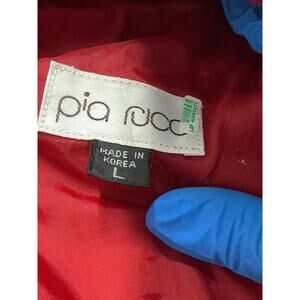 pia rucci
MADE IN
KOREA
L